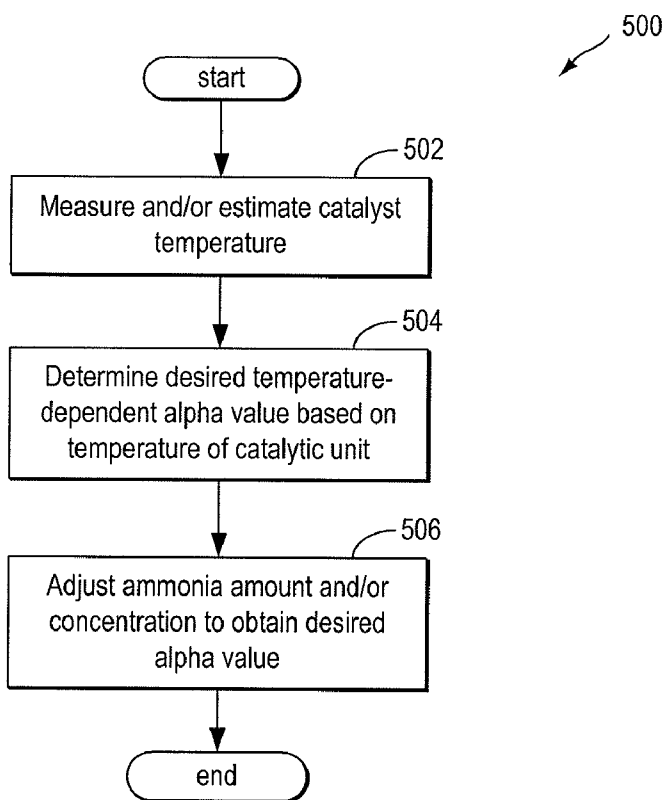 500
start
502
Measure and/or estimate catalyst
temperature
504
Determine desired temperature-
dependent alpha value based on
temperature of catalytic unit
506
Adjust ammonia amount and/or
concentration to obtain desired
alpha value
end